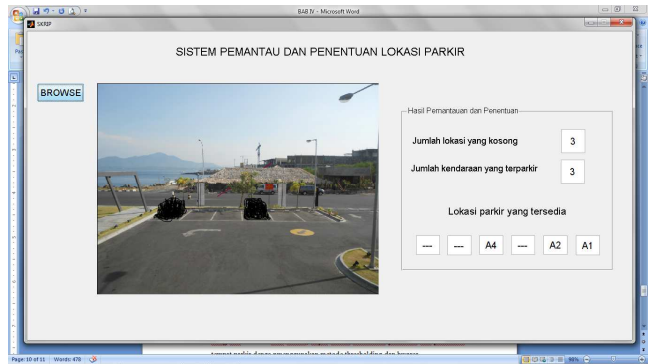 BAB IV - Microsoft Word
SKRIP
SISTEM PEMANTAU DAN PENENTUAN LOKASI PARKIR
BROWSE
Hasil Pemantauan dan Penentuan
Jumlah lokasi yang kosong 3
Jumlah kendaraan yang terparkir 3
Lokasi parkir yang tersedia
--- --- A4 --- A2 A1
Page: 10 of 11 Words: 478 98%